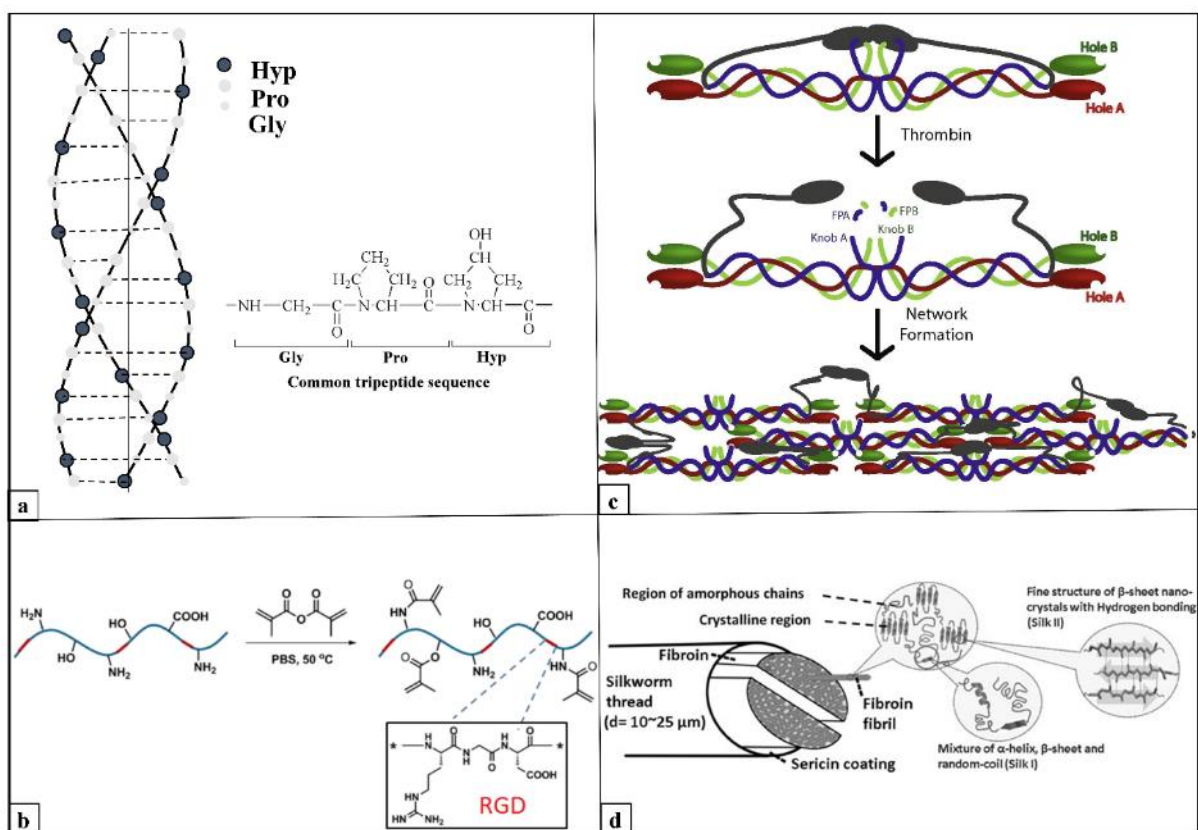 Hyp
Pro
Gly
OH
CH₂
H₂C
CH₂
O
CH
CH₂
CH₂
NH
CH₂
C
N
CH
C
N
CH
C
O
O
Gly
Pro
Hyp
Common tripeptide sequence
a
Hole B
Hole A
Thrombin
FPA
FPB
Knob A
Knob B
Hole B
Hole A
Network
Formation
c
H₂N
HO
HO
NH₂
COOH
NH₂
O
O
O
PBS, 50 °C
O
HN
O
O
HO
NH₂
COOH
HN
O
* N H O N H O H N O *
COOH
HN
HN
NH₂
RGD
b
Region of amorphous chains
Crystalline region
Fibroin
Silkworm
thread
(d= 10~25 μm)
Sericin coating
Fibroin
fibril
Fine structure of β-sheet nano-
crystals with Hydrogen bonding
(Silk II)
Mixture of α-helix, β-sheet and
random-coil (Silk I)
d